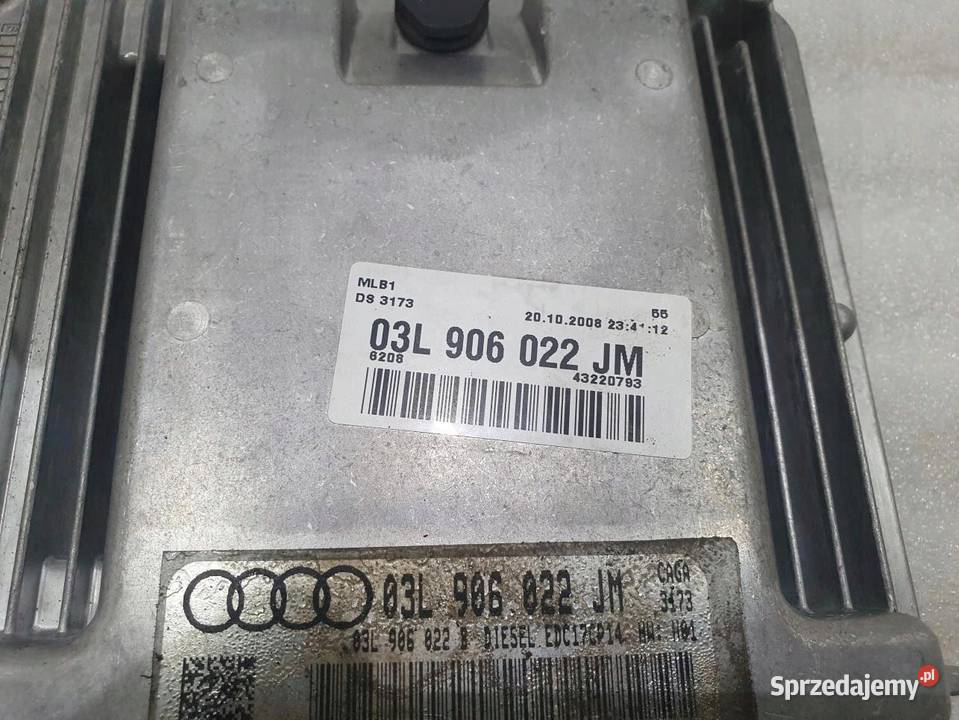 MLB1
DS 3173
55
20.10.2008 23:41:12
03L 906 022 JM
6208
43220793
03L 906 022 JM
CAGA
3173
03L 906 022 B DIESEL EDC17CP14 HW: H01
Sprzedajemy.pl